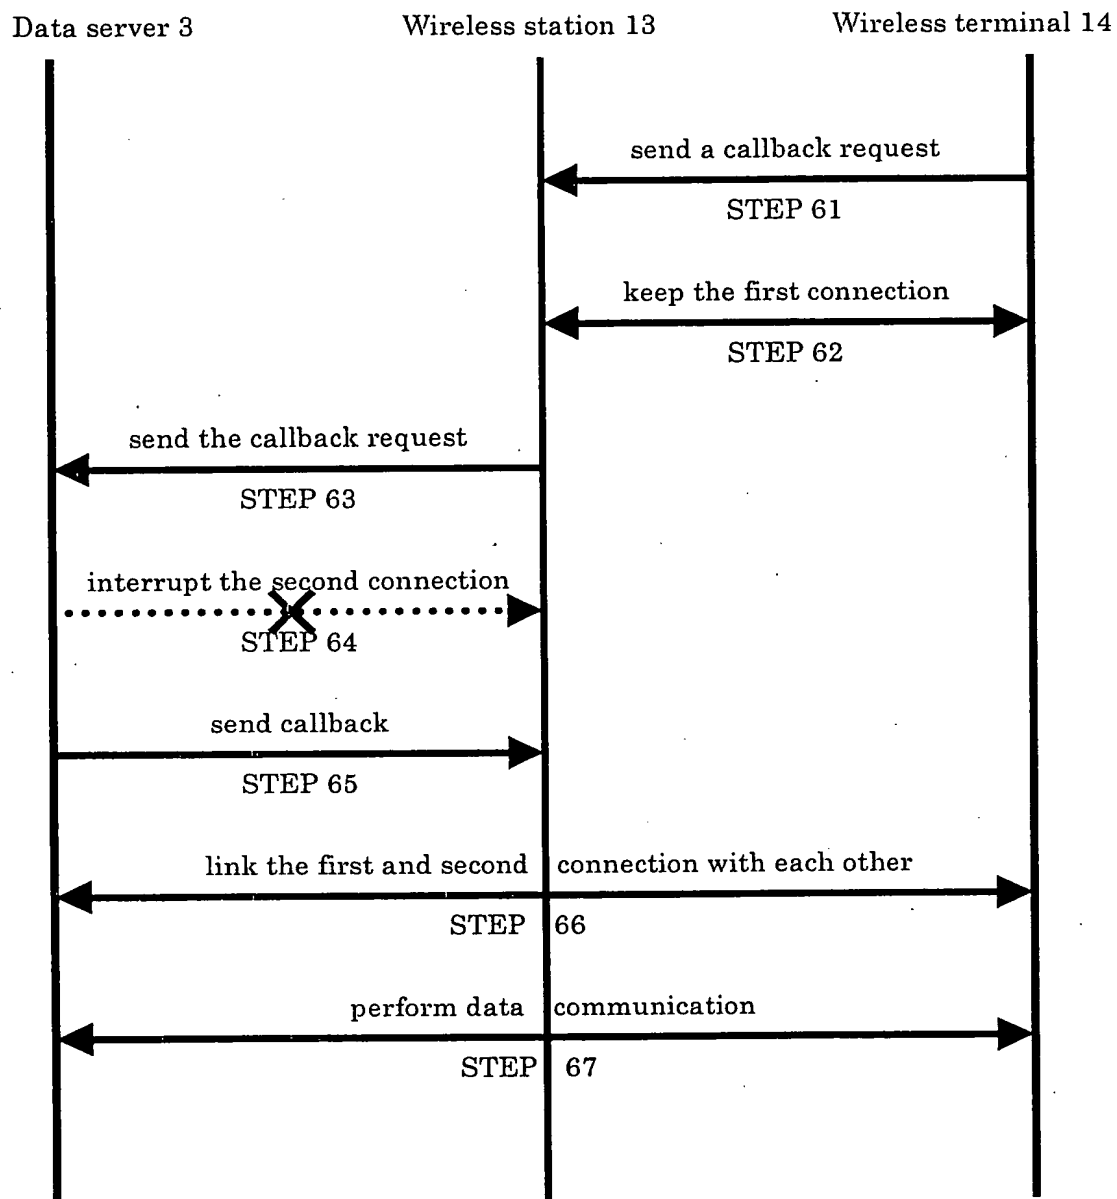 Data server 3
Wireless station 13
Wireless terminal 14
send a callback request
STEP 61
keep the first connection
STEP 62
send the callback request
STEP 63
interrupt the second connection
STEP 64
send callback
STEP 65
link the first and second connection with each other
STEP 66
perform data communication
STEP 67